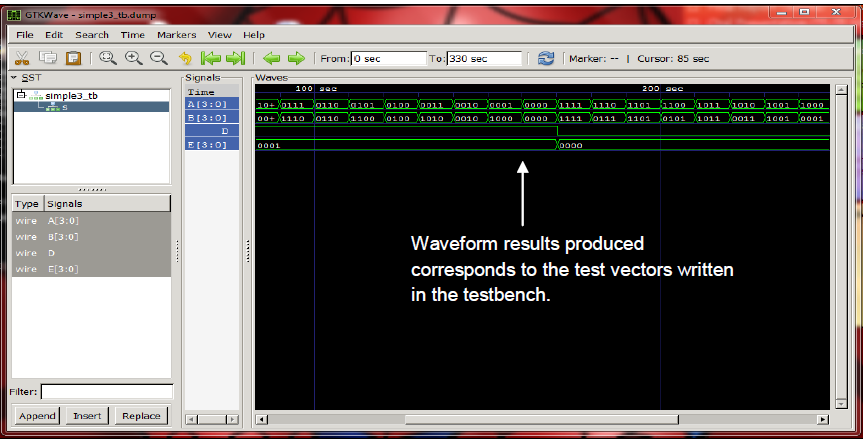 GTKWave - simple3_tb.dump
File Edit Search Time Markers View Help
From: 0 sec To: 330 sec Marker: -- | Cursor: 85 sec
SST
simple3_tb
s
Type Signals
wire A[3:0]
wire B[3:0]
wire D
wire E[3:0]
Filter:
Append Insert Replace
Signals
Time
A[3:0]
B[3:0]
D
E[3:0]
Waves
100 sec 200 sec
10+ 0111 0110 0101 0100 0011 0010 0001 0000 1111 1110 1101 1100 1011 1010 1001 1000
00+ 1110 0110 1100 0100 1010 0010 1000 0000 1111 0111 1101 0101 1011 0011 1001 0001
0001 0000
Waveform results produced
corresponds to the test vectors written
in the testbench.